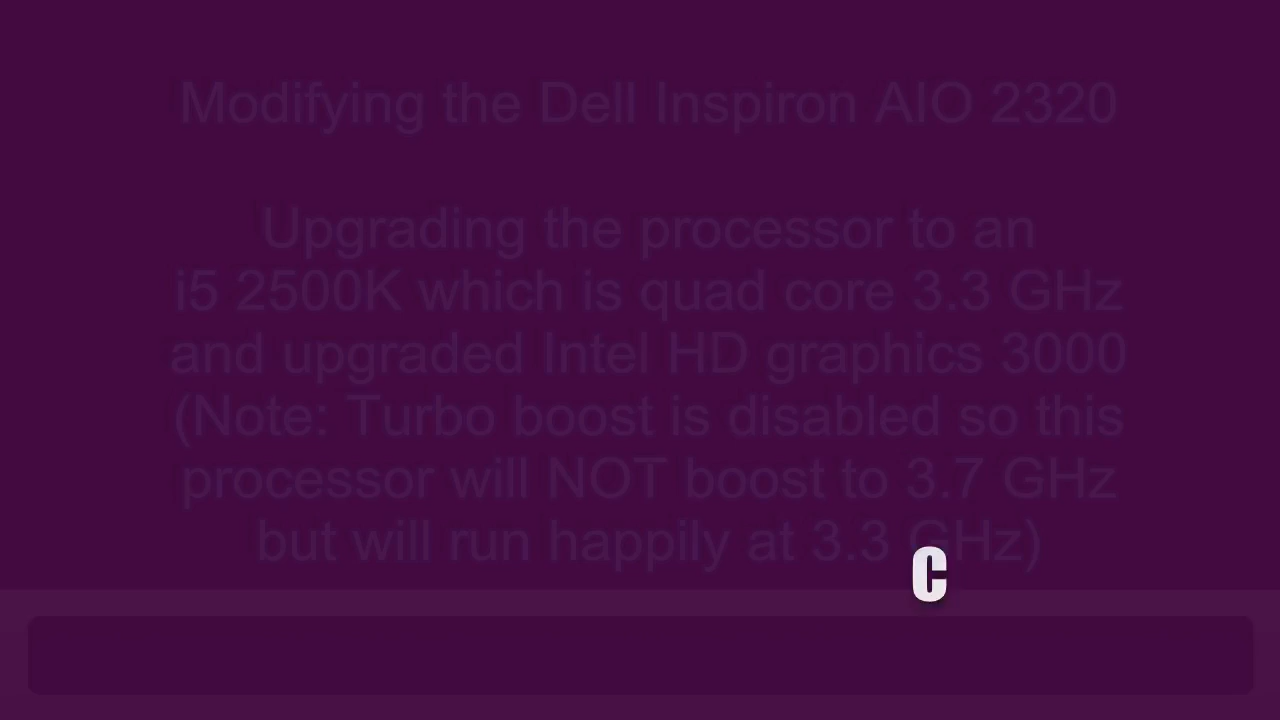 Modifying the Dell Inspiron AIO 2320
Upgrading the processor to an
i5 2500K which is quad core 3.3 GHz
and upgraded Intel HD graphics 3000
(Note: Turbo boost is disabled so this
processor will NOT boost to 3.7 GHz
but will run happily at 3.3 GHz)
C